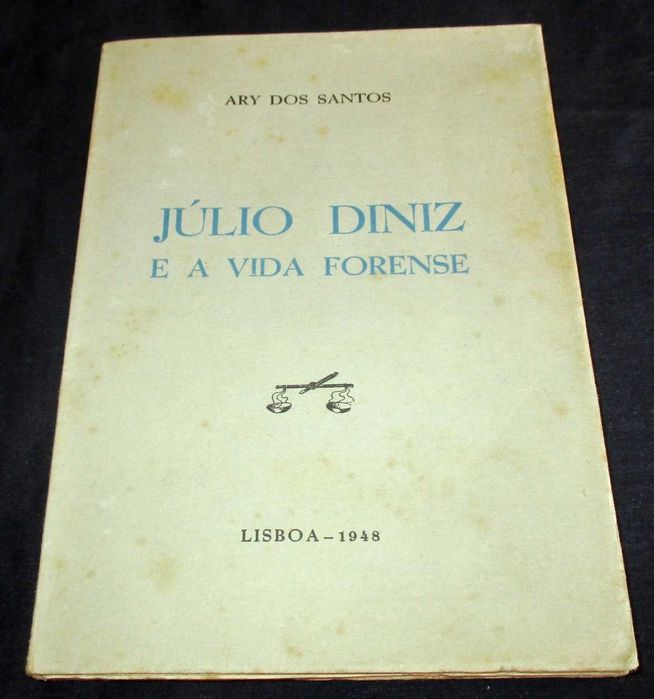 ARY DOS SANTOS
JÚLIO DINIZ
E A VIDA FORENSE
LISBOA – 1948